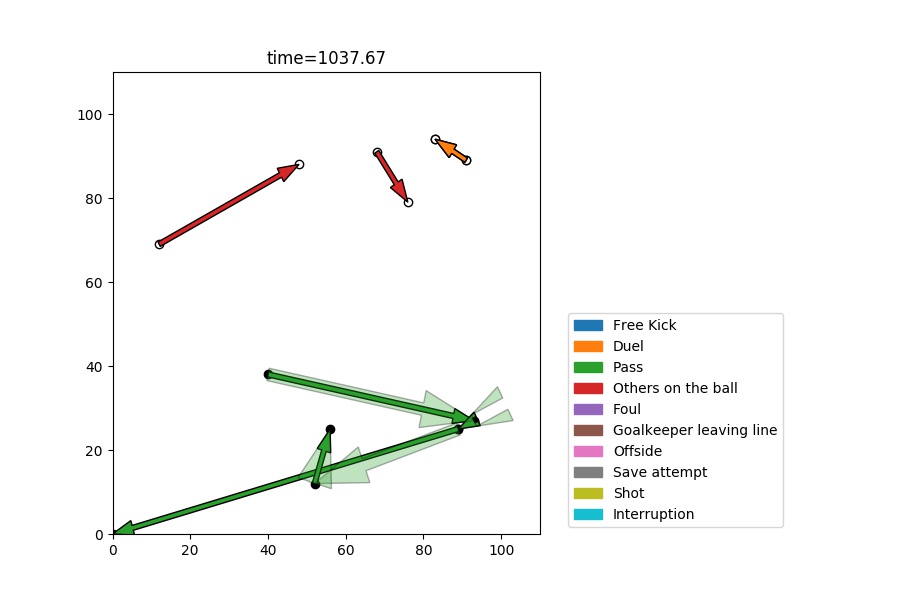 time=1037.67
100
80
60
40
20
0
0 20 40 60 80 100
Free Kick
Duel
Pass
Others on the ball
Foul
Goalkeeper leaving line
Offside
Save attempt
Shot
Interruption